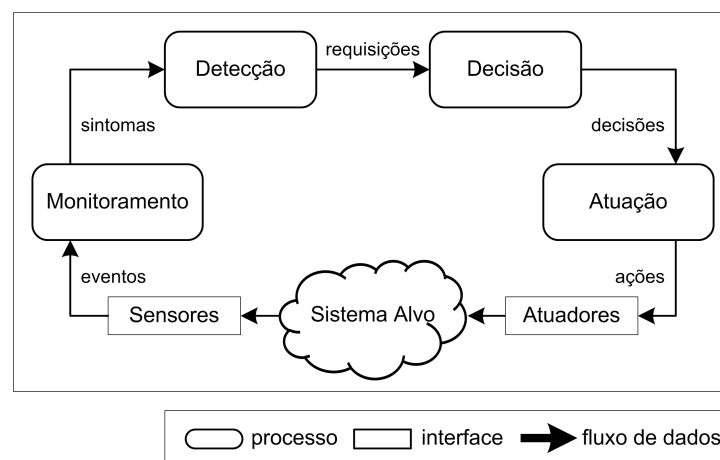 Detecção
requisições
Decisão
sintomas
decisões
Monitoramento
Atuação
eventos
ações
Sensores
Sistema Alvo
Atuadores
processo
interface
fluxo de dados